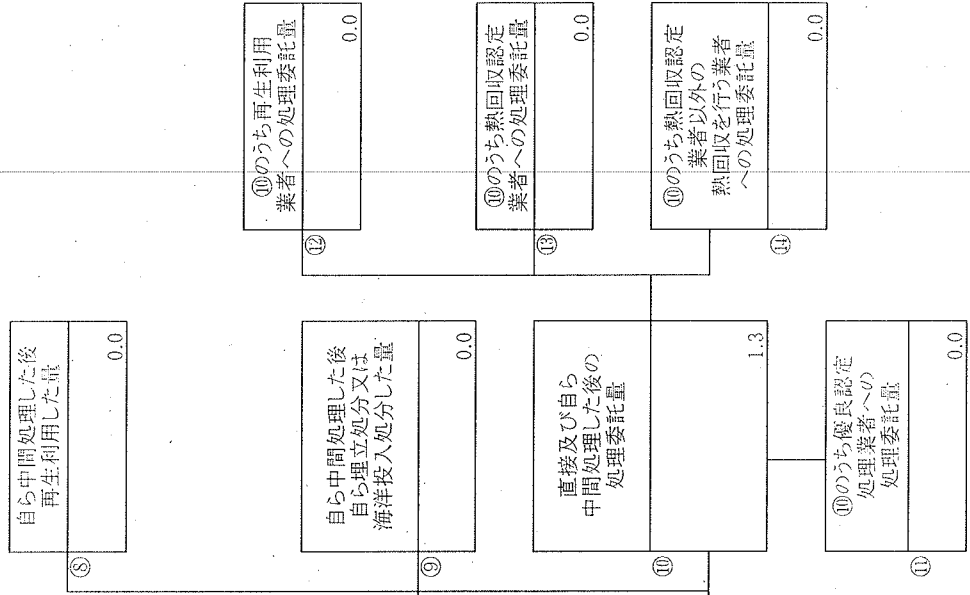 ⑧
自ら中間処理した後
再生利用した量
0.0
⑨
自ら中間処理した後
自ら埋立処分又は
海洋投入処分した量
0.0
⑩
直接及び自ら
中間処理した後の
処理委託量
1.3
⑪
⑩のうち優良認定
処理業者への
処理委託量
0.0
⑫
⑩のうち再生利用
業者への処理委託量
0.0
⑬
⑩のうち熱回収認定
業者への処理委託量
0.0
⑭
⑩のうち熱回収認定
業者以外の
熱回収を行う業者
への処理委託量
0.0